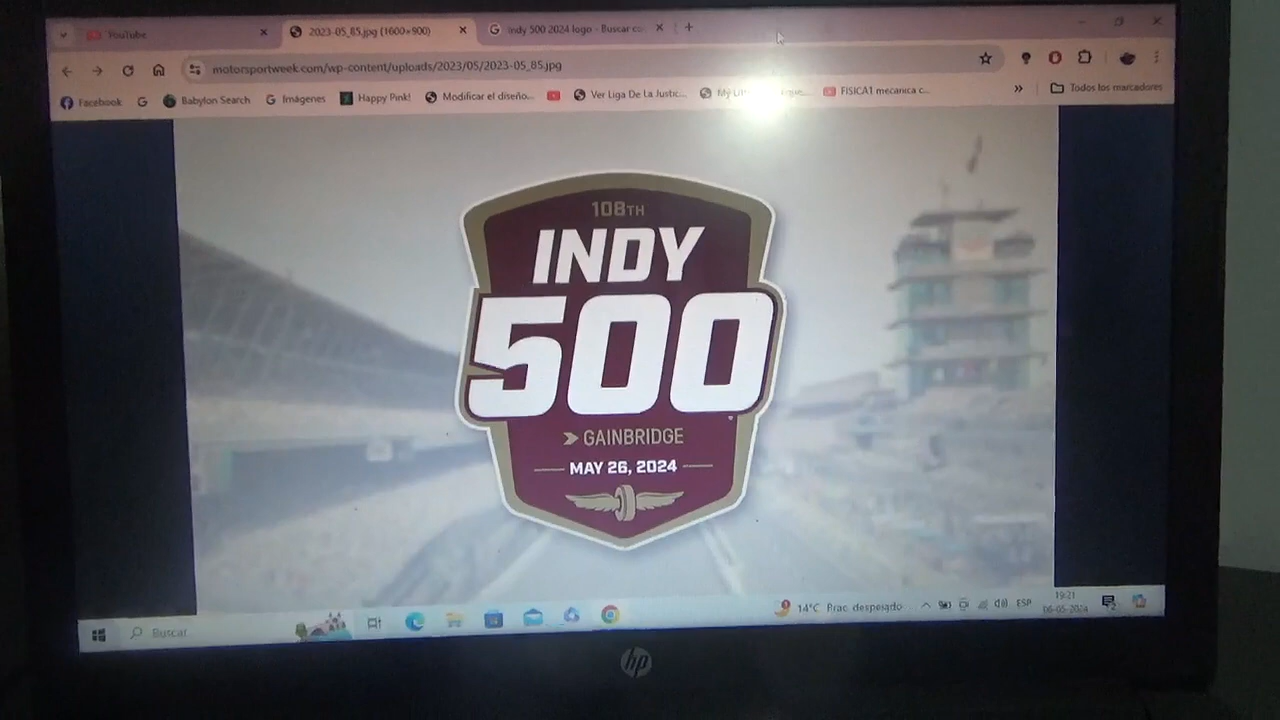 YouTube
2023-05_85.jpg (1600×900)
indy 500 2024 logo - Buscar co
motorsportweek.com/wp-content/uploads/2023/05/2023-05_85.jpg
Facebook
Babylon Search
Imágenes
Happy Pink!
Modificar el diseño...
Ver Liga De La Justic...
FISICA1 mecanica c...
Todos los marcadores
108TH
INDY
500
GAINBRIDGE
MAY 26, 2024
Buscar
14°C Prac. despejado
ESP
19:21
06-05-2024
hp